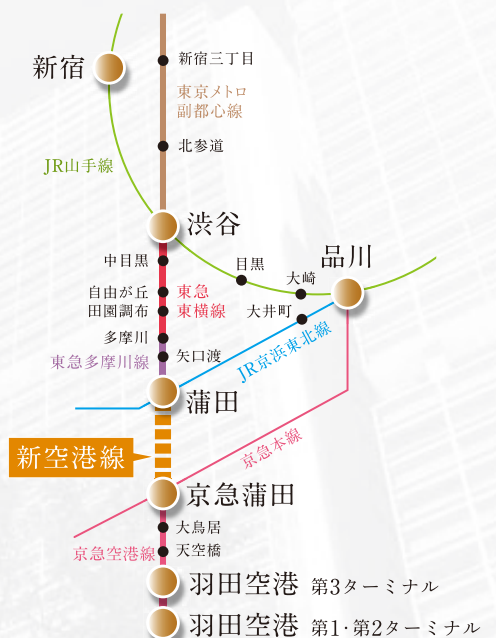 新宿
新宿三丁目
東京メトロ
副都心線
北参道
JR山手線
渋谷
中目黒
目黒
品川
大崎
自由が丘
田園調布
東急
東横線
大井町
多摩川
東急多摩川線
矢口渡
JR京浜東北線
蒲田
新空港線
京急本線
京急蒲田
大鳥居
京急空港線
天空橋
羽田空港 第3ターミナル
羽田空港 第1・第2ターミナル